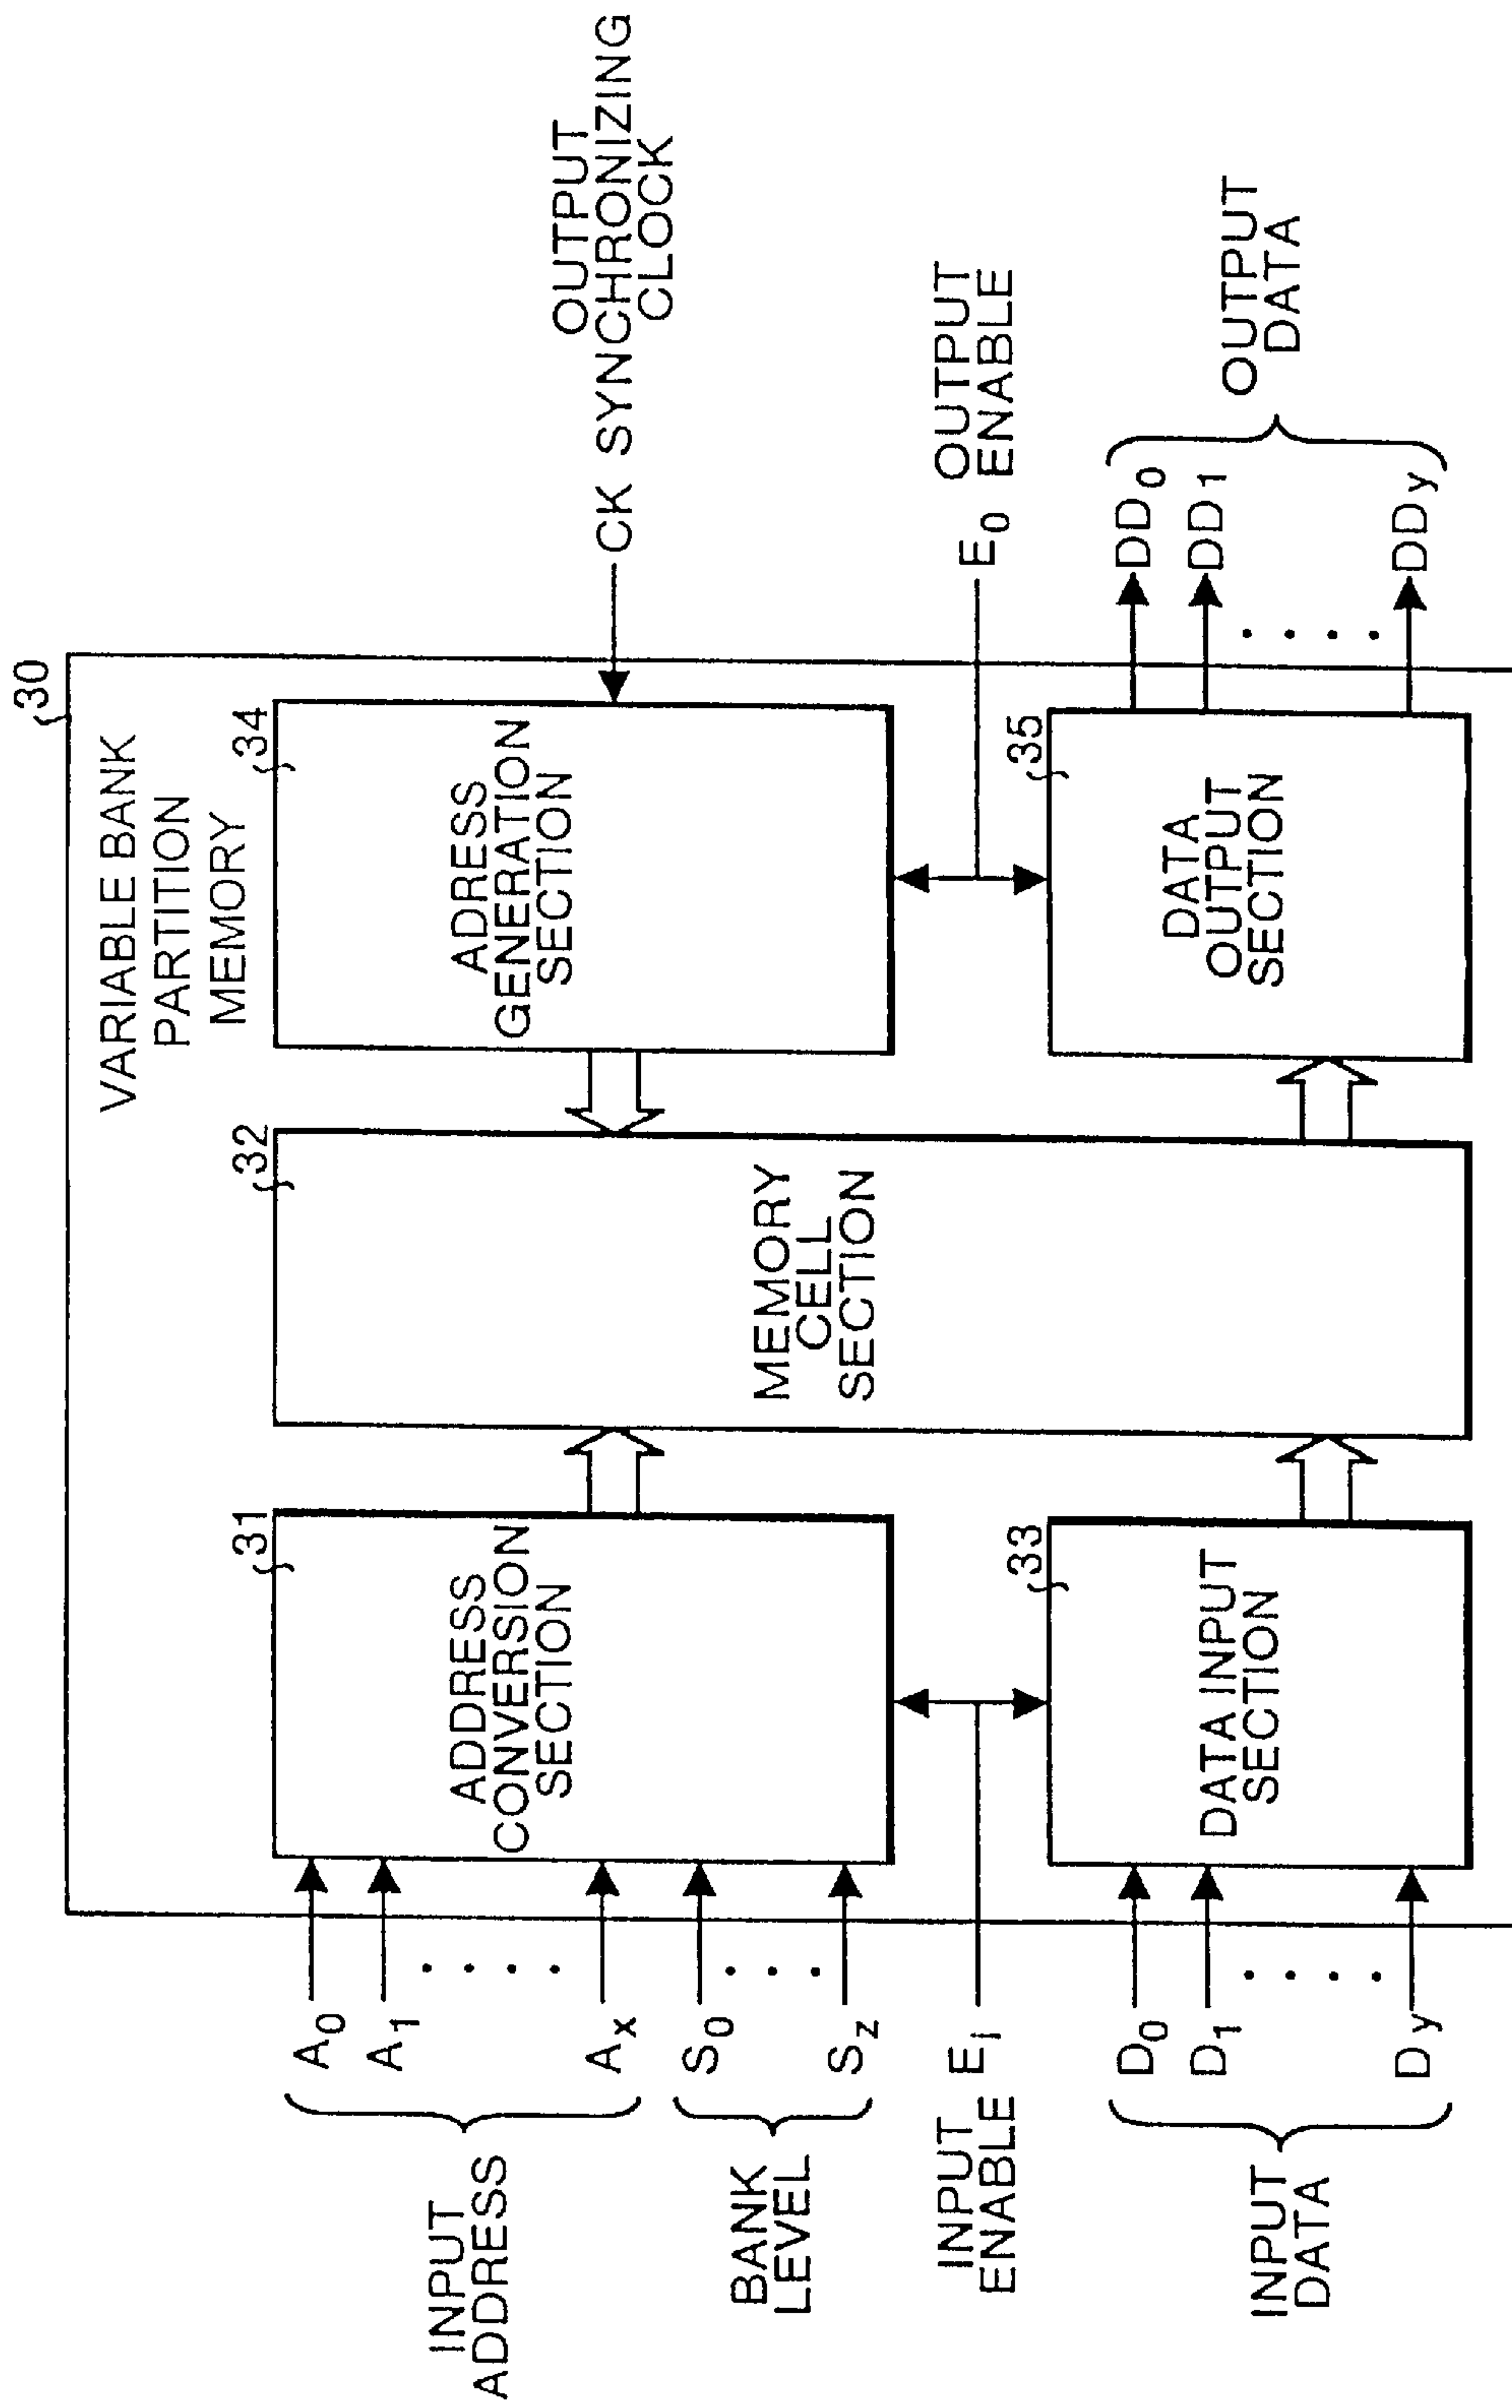 30
VARIABLE BANK
PARTITION
MEMORY
INPUT
ADDRESS
A0
A1
Ax
BANK
LEVEL
S0
Sz
31
ADDRESS
CONVERSION
SECTION
32
MEMORY
CELL
SECTION
34
ADRESS
GENERATION
SECTION
OUTPUT
CK SYNCHRONIZING
CLOCK
INPUT
ENABLE
Ei
E0
OUTPUT
ENABLE
INPUT
DATA
D0
D1
Dy
33
DATA INPUT
SECTION
35
DATA
OUTPUT
SECTION
DD0
DD1
DDy
OUTPUT
DATA